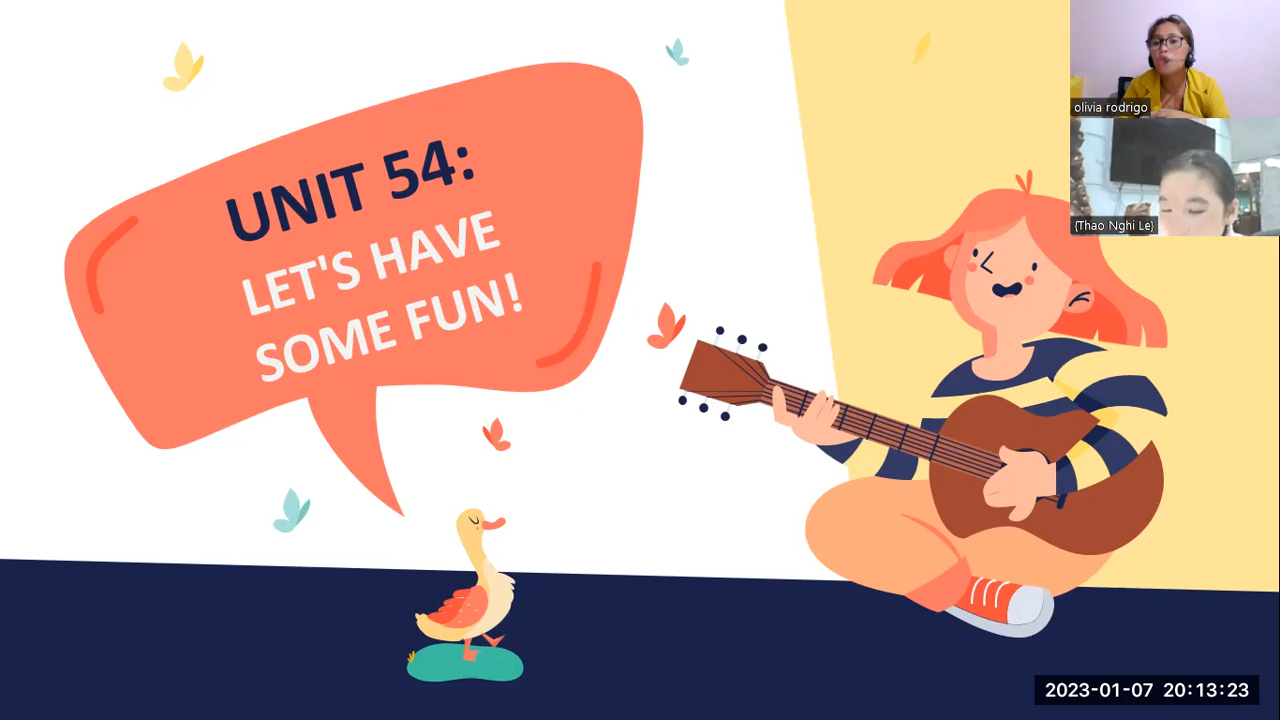 UNIT 54:
LET'S HAVE
SOME FUN!
olivia rodrigo
{Thao Nghi Le}
2023-01-07 20:13:23